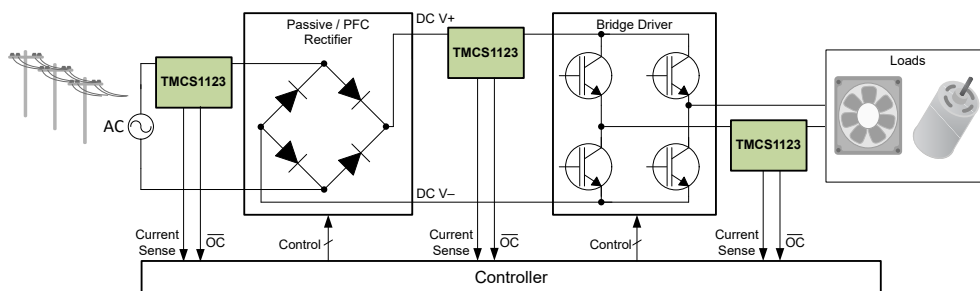 Passive / PFC
Rectifier
DC V+
Bridge Driver
TMCS1123
TMCS1123
Loads
AC
TMCS1123
DC V–
Current
Sense
OC
Control
Current
Sense
OC
Control
Current
Sense
OC
Controller